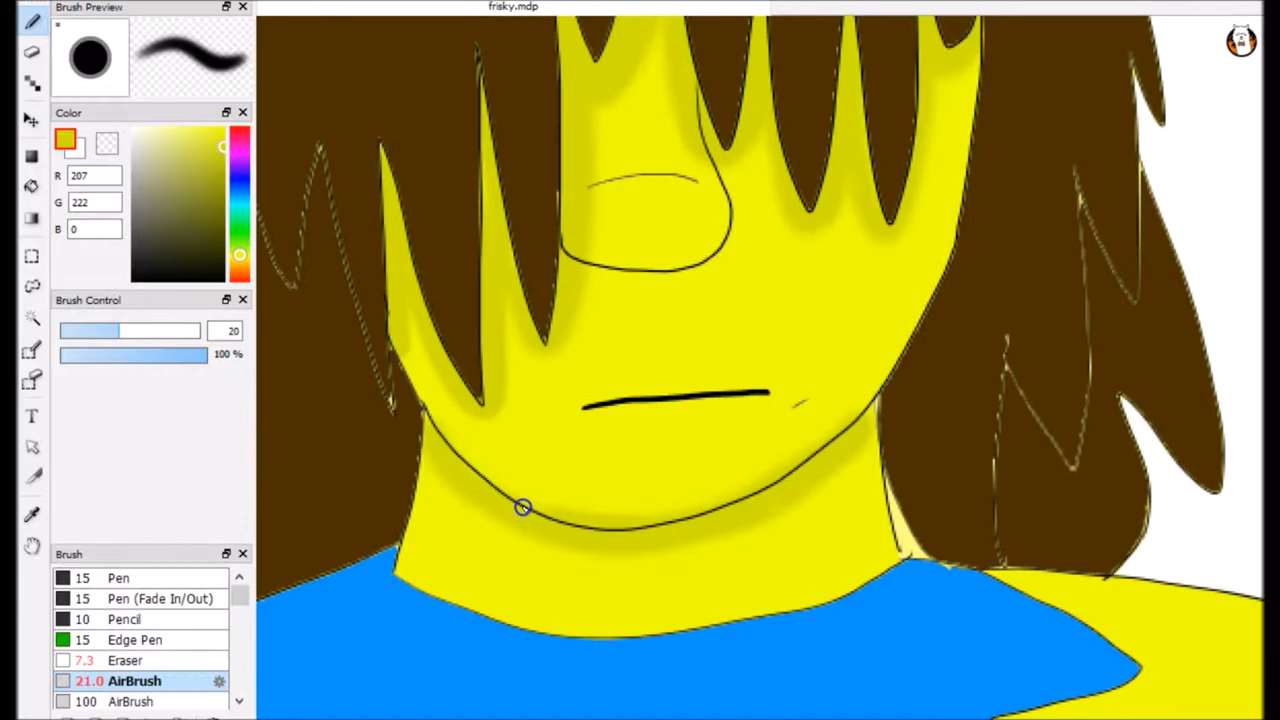 Brush Preview
frisky.mdp
*
Color
R 207
G 222
B 0
Brush Control
20
100 %
Brush
15 Pen
15 Pen (Fade In/Out)
10 Pencil
15 Edge Pen
7.3 Eraser
21.0 AirBrush
100 AirBrush
T